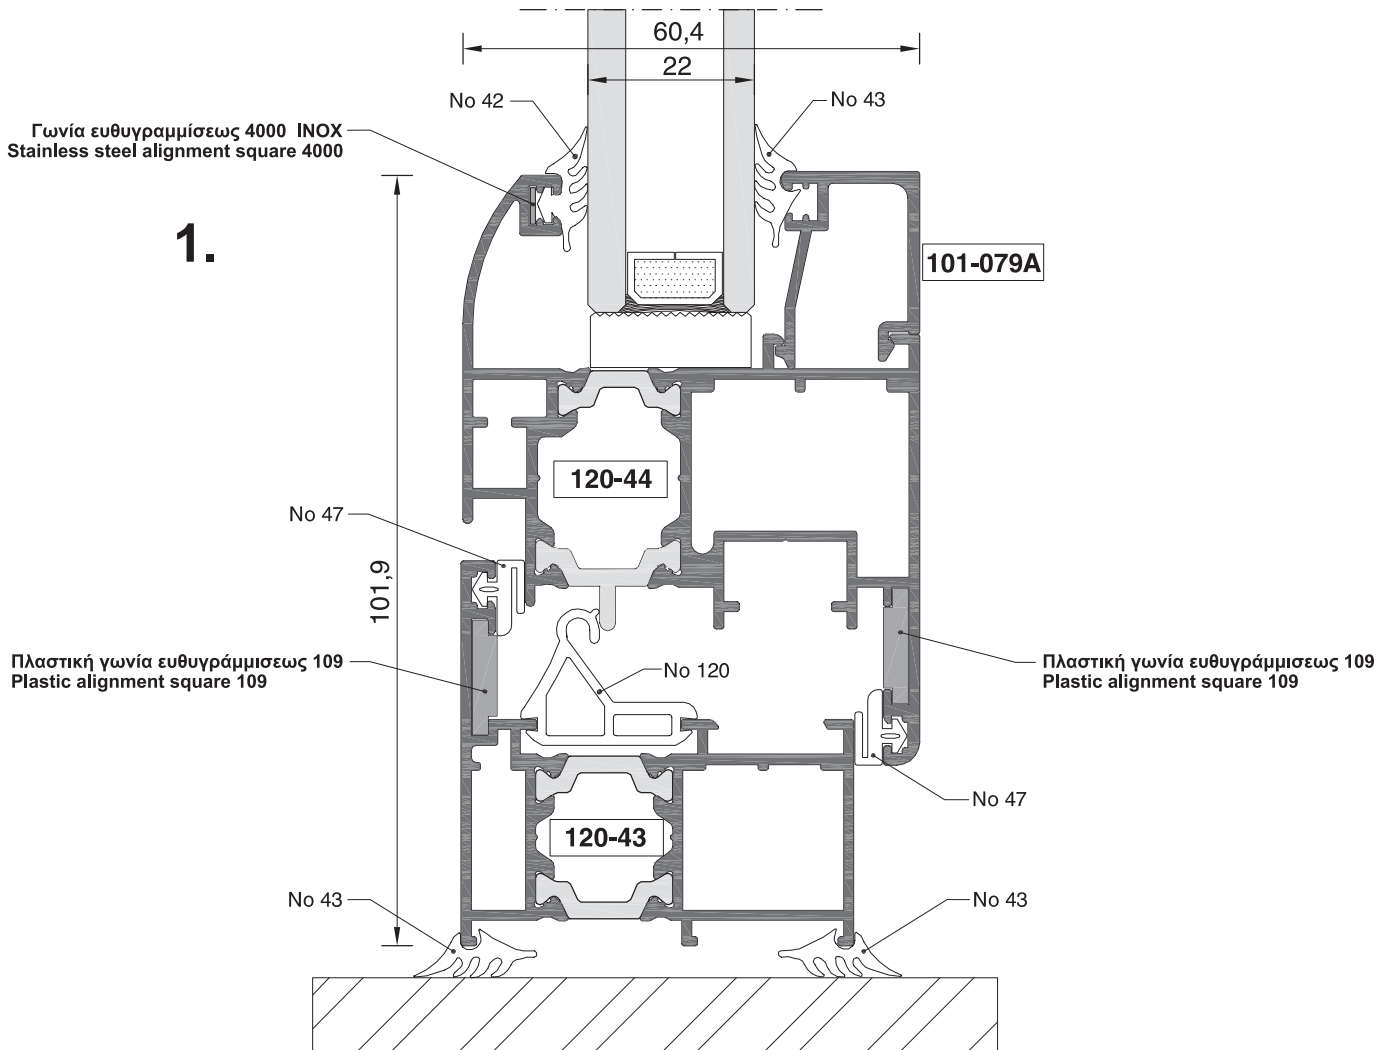 60,4
22
No 42
No 43
Γωνία ευθυγραμμίσεως 4000 INOX
Stainless steel alignment square 4000
1.
101-079A
120-44
No 47
101,9
Πλαστική γωνία ευθυγράμμισεως 109
Plastic alignment square 109
No 120
Πλαστική γωνία ευθυγράμμισεως 109
Plastic alignment square 109
No 47
120-43
No 43
No 43